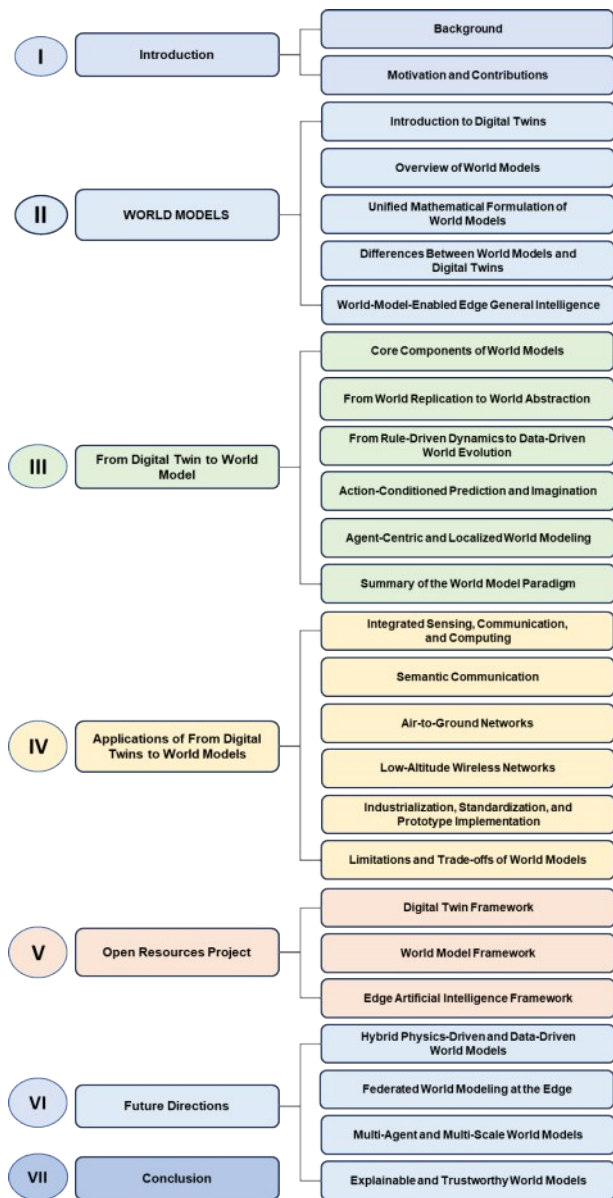 I
Introduction
Background
Motivation and Contributions
II
WORLD MODELS
Introduction to Digital Twins
Overview of World Models
Unified Mathematical Formulation of
World Models
Differences Between World Models and
Digital Twins
World-Model-Enabled Edge General Intelligence
III
From Digital Twin to World
Model
Core Components of World Models
From World Replication to World Abstraction
From Rule-Driven Dynamics to Data-Driven
World Evolution
Action-Conditioned Prediction and Imagination
Agent-Centric and Localized World Modeling
Summary of the World Model Paradigm
IV
Applications of From Digital
Twins to World Models
Integrated Sensing, Communication,
and Computing
Semantic Communication
Air-to-Ground Networks
Low-Altitude Wireless Networks
Industrialization, Standardization, and
Prototype Implementation
Limitations and Trade-offs of World Models
V
Open Resources Project
Digital Twin Framework
World Model Framework
Edge Artificial Intelligence Framework
VI
Future Directions
Hybrid Physics-Driven and Data-Driven
World Models
Federated World Modeling at the Edge
Multi-Agent and Multi-Scale World Models
Explainable and Trustworthy World Models
VII
Conclusion